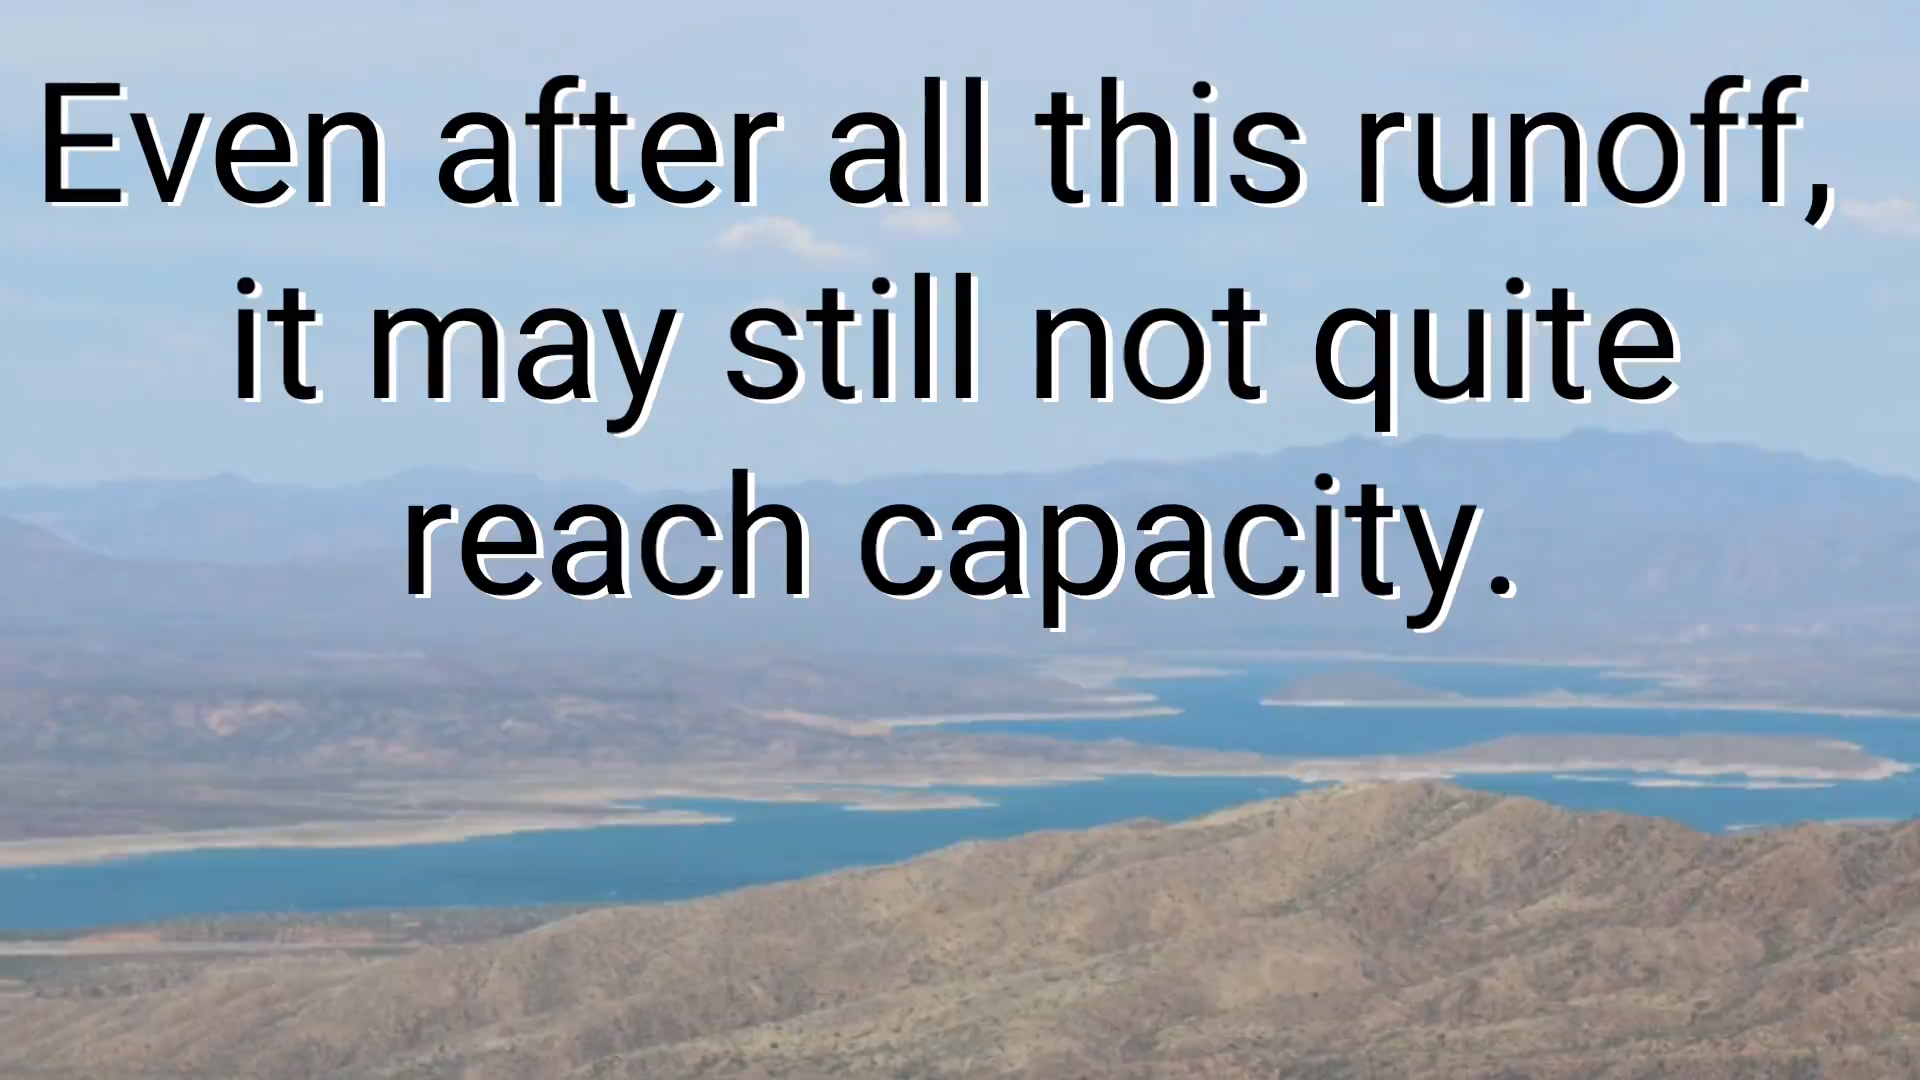 Even after all this runoff,
it may still not quite
reach capacity.